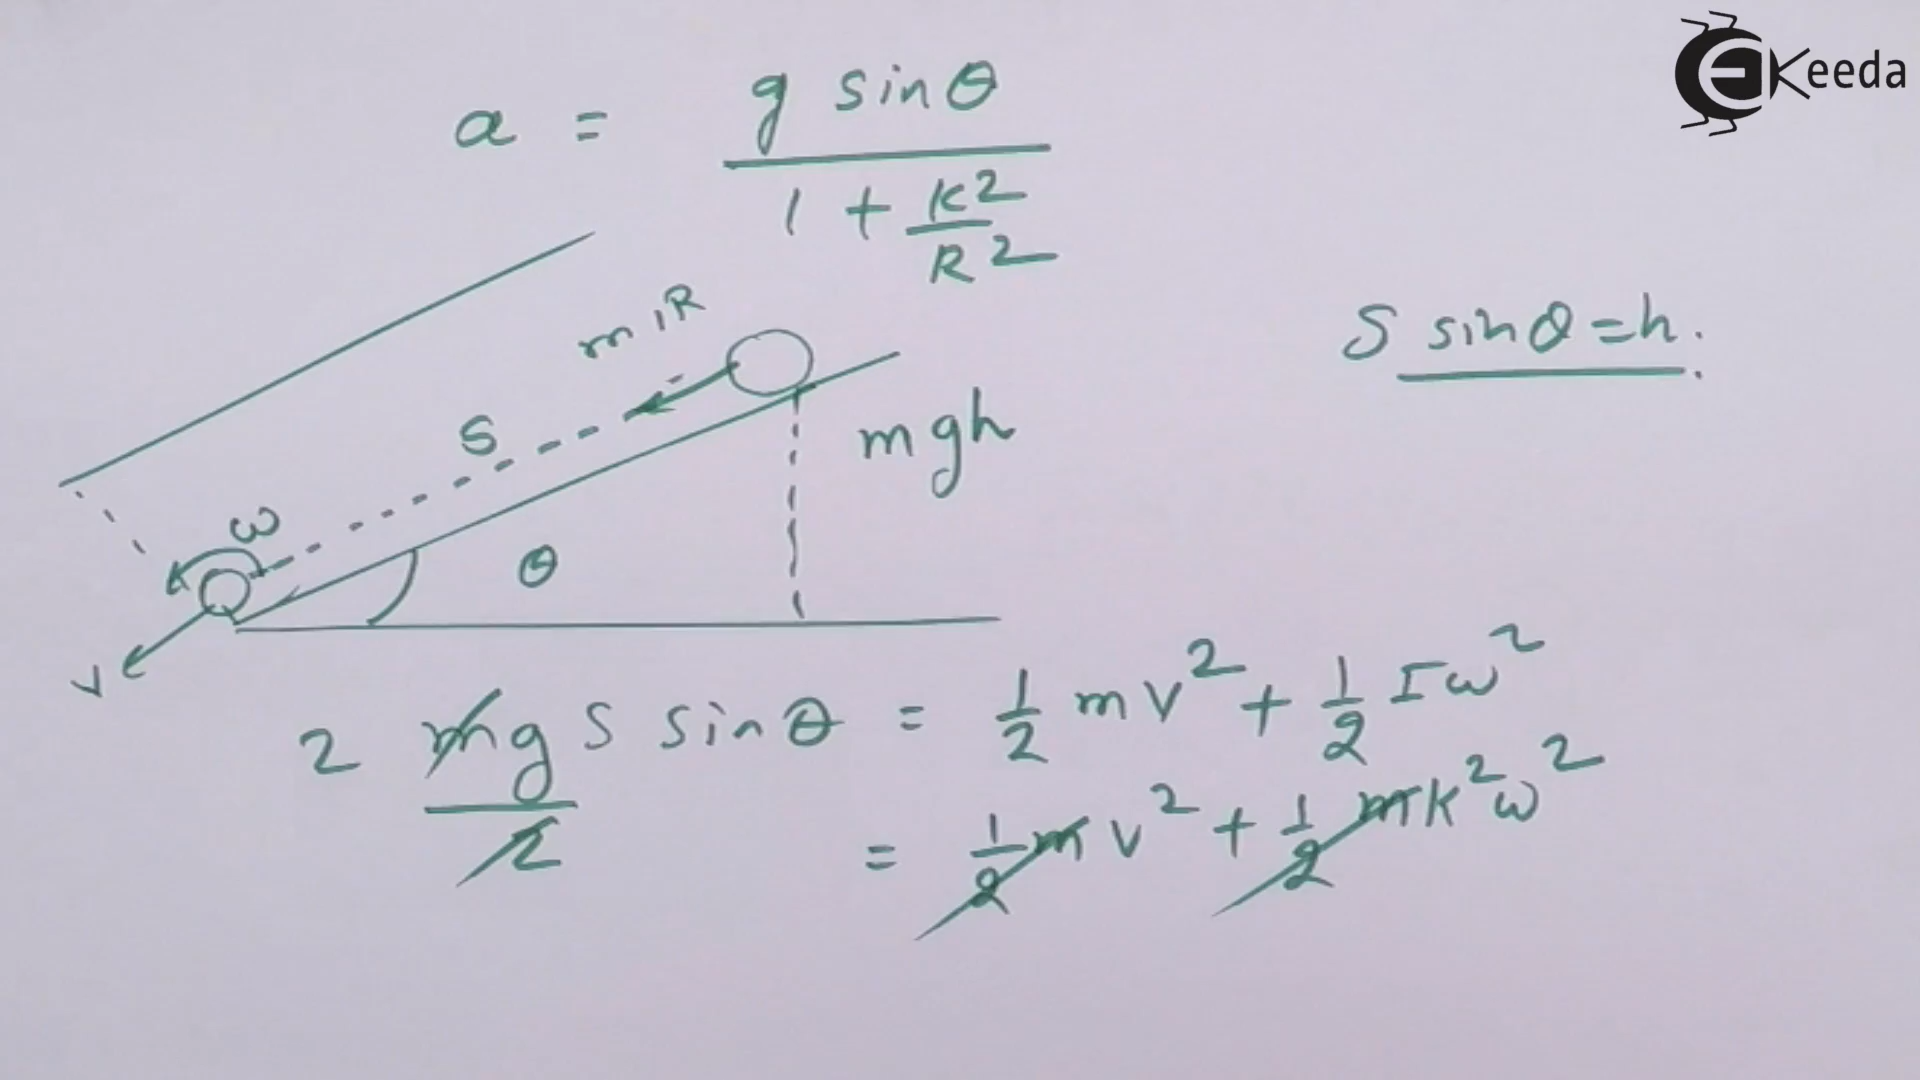 EKeeda
a = g sinθ / 1 + K²/R²
m, R
S sinθ = h.
S
mgh
ω
θ
v
2 mg S sinθ / 2 = 1/2 mv² + 1/2 Iω²
= 1/2 mv² + 1/2 mK²ω²